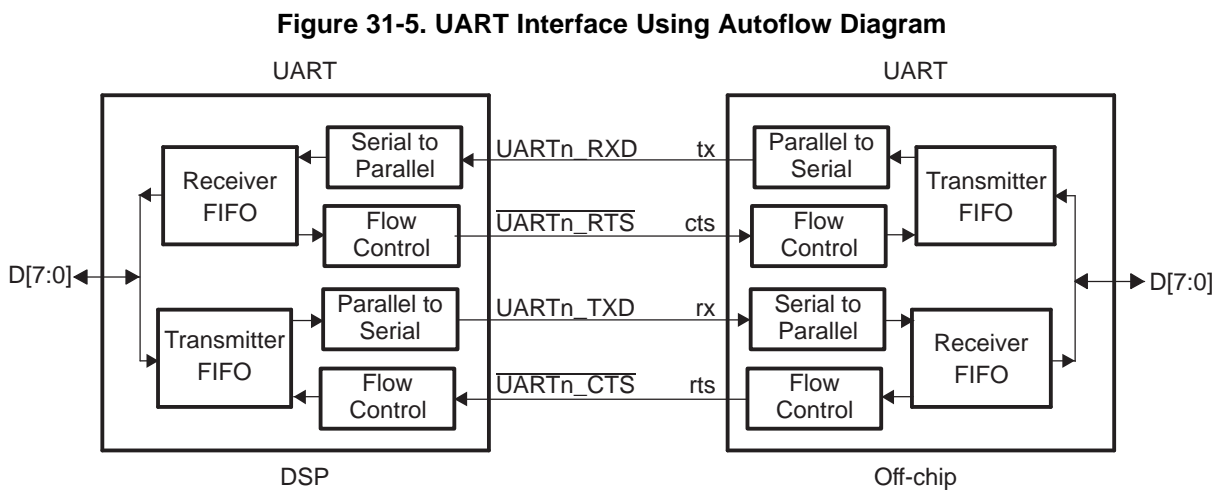 Figure 31-5. UART Interface Using Autoflow Diagram
UART
UART
Serial to
Parallel
UARTn_RXD
tx
Parallel to
Serial
Receiver
FIFO
Transmitter
FIFO
Flow
Control
UARTn_RTS
cts
Flow
Control
D[7:0]
D[7:0]
Parallel to
Serial
UARTn_TXD
rx
Serial to
Parallel
Transmitter
FIFO
Receiver
FIFO
Flow
Control
UARTn_CTS
rts
Flow
Control
DSP
Off-chip